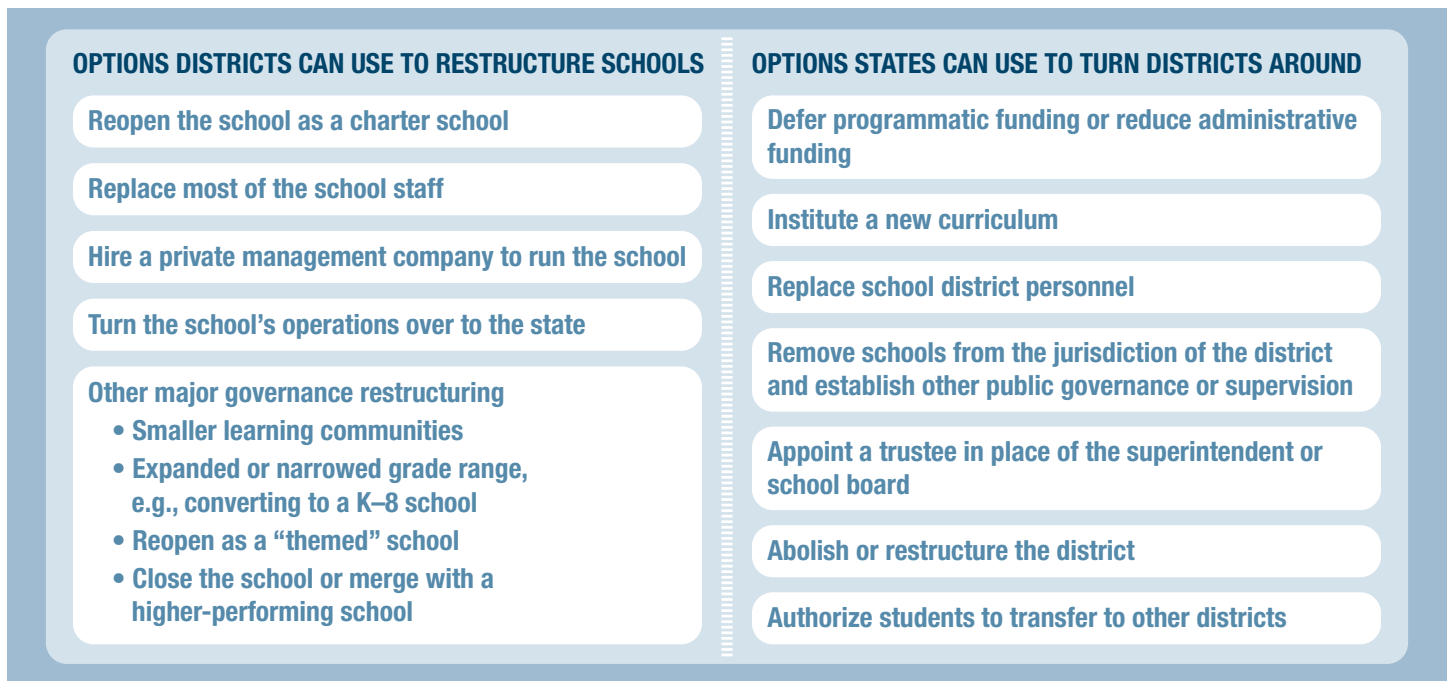 OPTIONS DISTRICTS CAN USE TO RESTRUCTURE SCHOOLS
Reopen the school as a charter school
Replace most of the school staff
Hire a private management company to run the school
Turn the school’s operations over to the state
Other major governance restructuring
• Smaller learning communities
• Expanded or narrowed grade range,
e.g., converting to a K–8 school
• Reopen as a “themed” school
• Close the school or merge with a
higher-performing school
OPTIONS STATES CAN USE TO TURN DISTRICTS AROUND
Defer programmatic funding or reduce administrative
funding
Institute a new curriculum
Replace school district personnel
Remove schools from the jurisdiction of the district
and establish other public governance or supervision
Appoint a trustee in place of the superintendent or
school board
Abolish or restructure the district
Authorize students to transfer to other districts